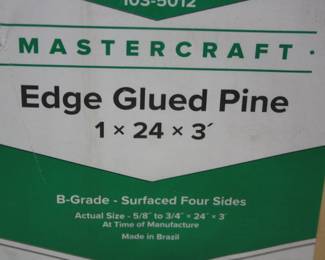 103-5012
MASTERCRAFT
Edge Glued Pine
1 × 24 × 3´
B-Grade - Surfaced Four Sides
Actual Size - 5/8˝ to 3/4˝ × 24˝ × 3´
At Time of Manufacture
Made in Brazil